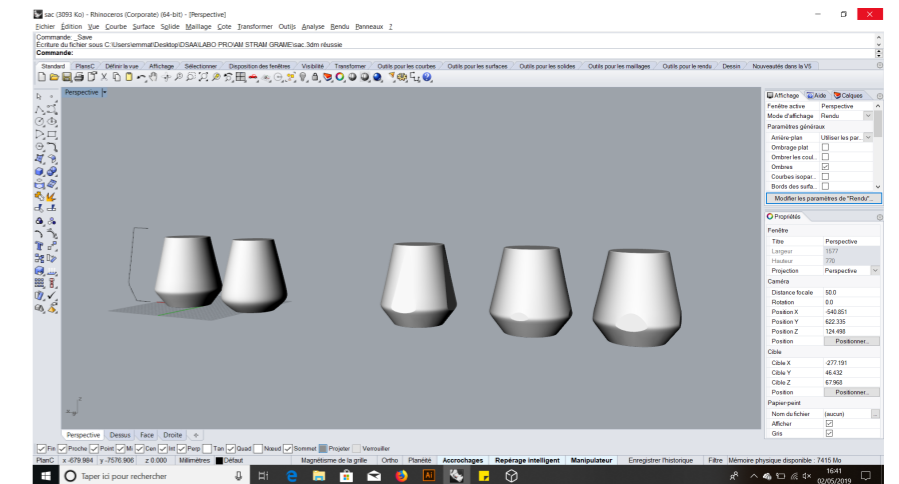 sac (3093 Ko) - Rhinoceros (Corporate) (64-bit) - [Perspective]
Eichier Édition Vue Courbe Surface Solide Maillage Cote Transformer Outils Analyse Rendu Panneaux ?
Commande: _Save
Écriture du fichier sous C:\Users\emmat\Desktop\DSAA\LABO PRO\AM STRAM GRAME\sac.3dm réussie
Commande:
Standard PlansC Définir la vue Affichage Sélectionner Disposition des fenêtres Visibilité Transformer Outils pour les courbes Outils pour les surfaces Outils pour les solides Outils pour les maillages Outils pour le rendu Dessin Nouveautés dans la V5
Perspective
Affichage Aide Calques
Fenêtre active Perspective
Mode d'affichage Rendu
Paramètres généraux
Arrière-plan Utiliser les par...
Ombrage plat
Ombrer les coul...
Ombres
Courbes isopar...
Bords des surfa...
Modifier les paramètres de "Rendu"...
Propriétés
Fenêtre
Titre Perspective
Largeur 1577
Hauteur 770
Projection Perspective
Caméra
Distance focale 50.0
Rotation 0.0
Position X -540.851
Position Y 622.335
Position Z 124.498
Position Positionner...
Cible
Cible X -277.191
Cible Y 46.432
Cible Z 67.968
Position Positionner...
Papier-peint
Nom du fichier (aucun) ...
Afficher
Gris
z
Perspective Dessus Face Droite
Fin Proche Point Mi Cen Int Perp Tan Quad Nœud Sommet Projeter Verrouiller
PlanC x -679.984 y -7576.906 z 0.000 Millimètres Défaut Magnétisme de la grille Ortho Planéité Accrochages Repérage intelligent Manipulateur Enregistrer l'historique Filtre Mémoire physique disponible : 7415 Mo
Taper ici pour rechercher
Ai
16:41
02/05/2019